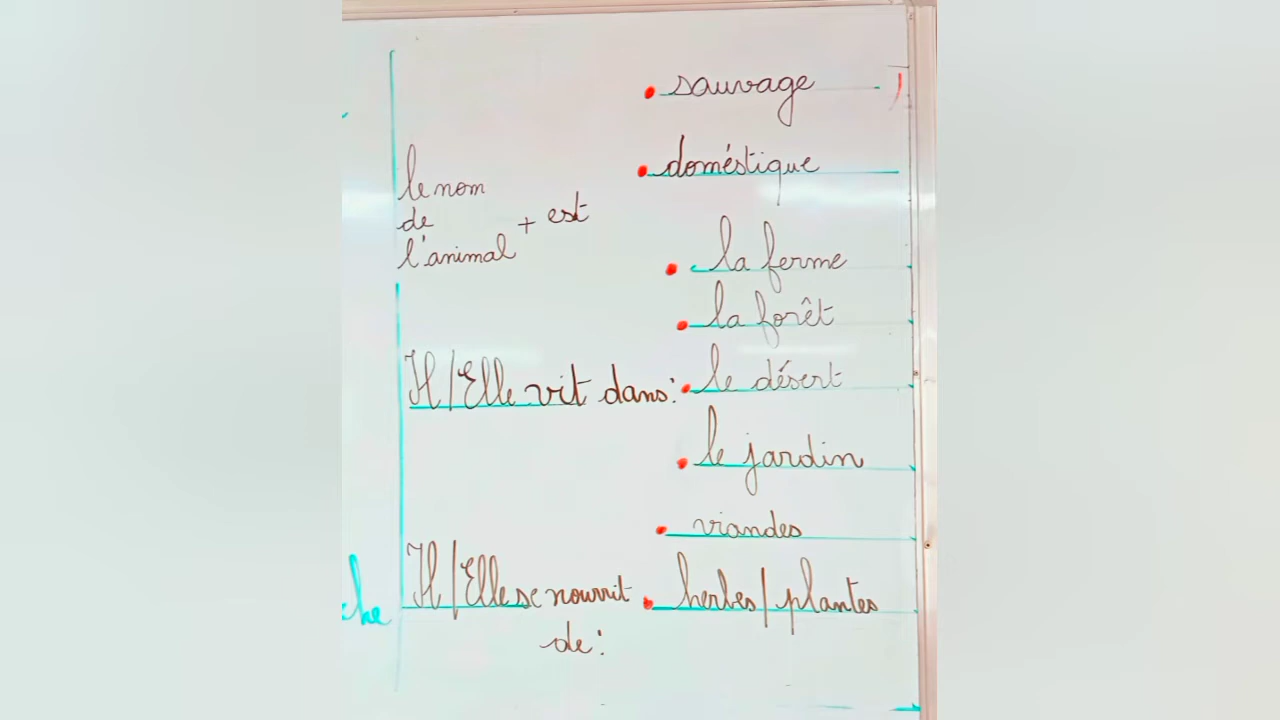 sauvage
doméstique
le nom
de
l'animal + est
la ferme
la forêt
Il/Elle vit dans: le désert
le jardin
viandes
Il/Elle se nourrit herbes/plantes
de:
che